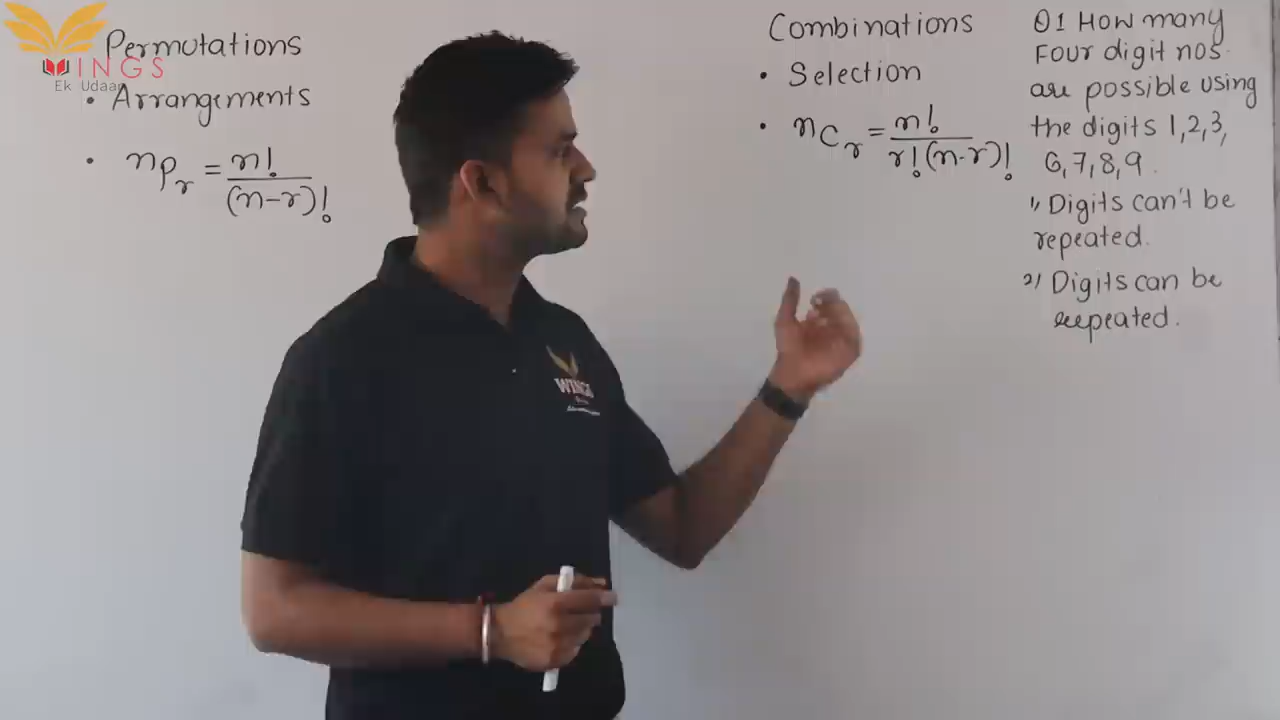 WINGS
Ek Udaan
Permutations
• Arrangements
• nPr = n! / (n-r)!
WINGS
Combinations
• Selection
• nCr = n! / r!(n-r)!
Q1 How many
Four digit nos.
are possible using
the digits 1,2,3,
6,7,8,9.
1) Digits can't be
repeated.
2) Digits can be
repeated.